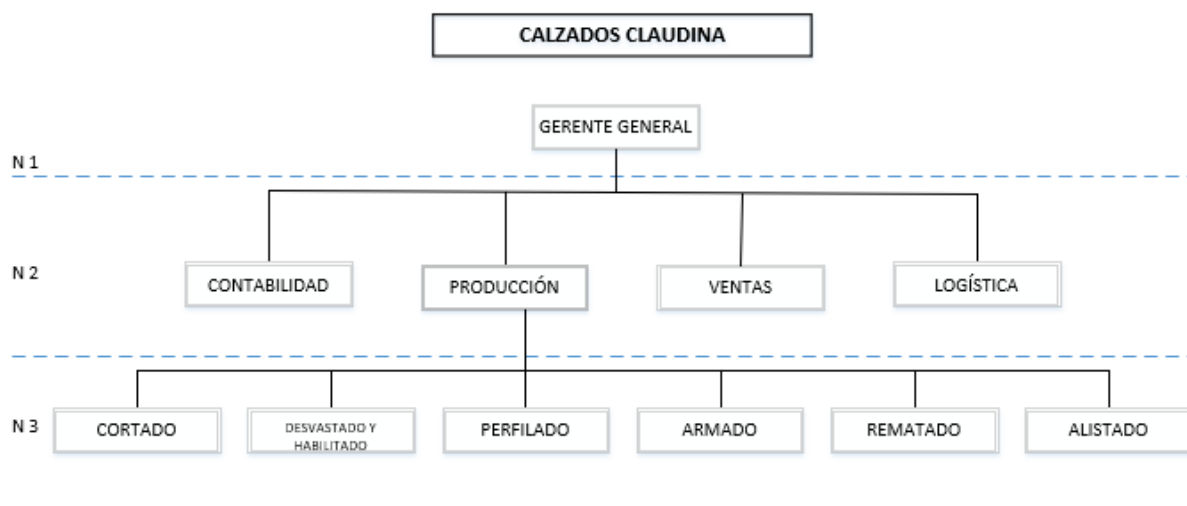 CALZADOS CLAUDINA
GERENTE GENERAL
N 1
N 2
CONTABILIDAD
PRODUCCIÓN
VENTAS
LOGÍSTICA
N 3
CORTADO
DESVASTADO Y
HABILITADO
PERFILADO
ARMADO
REMATADO
ALISTADO